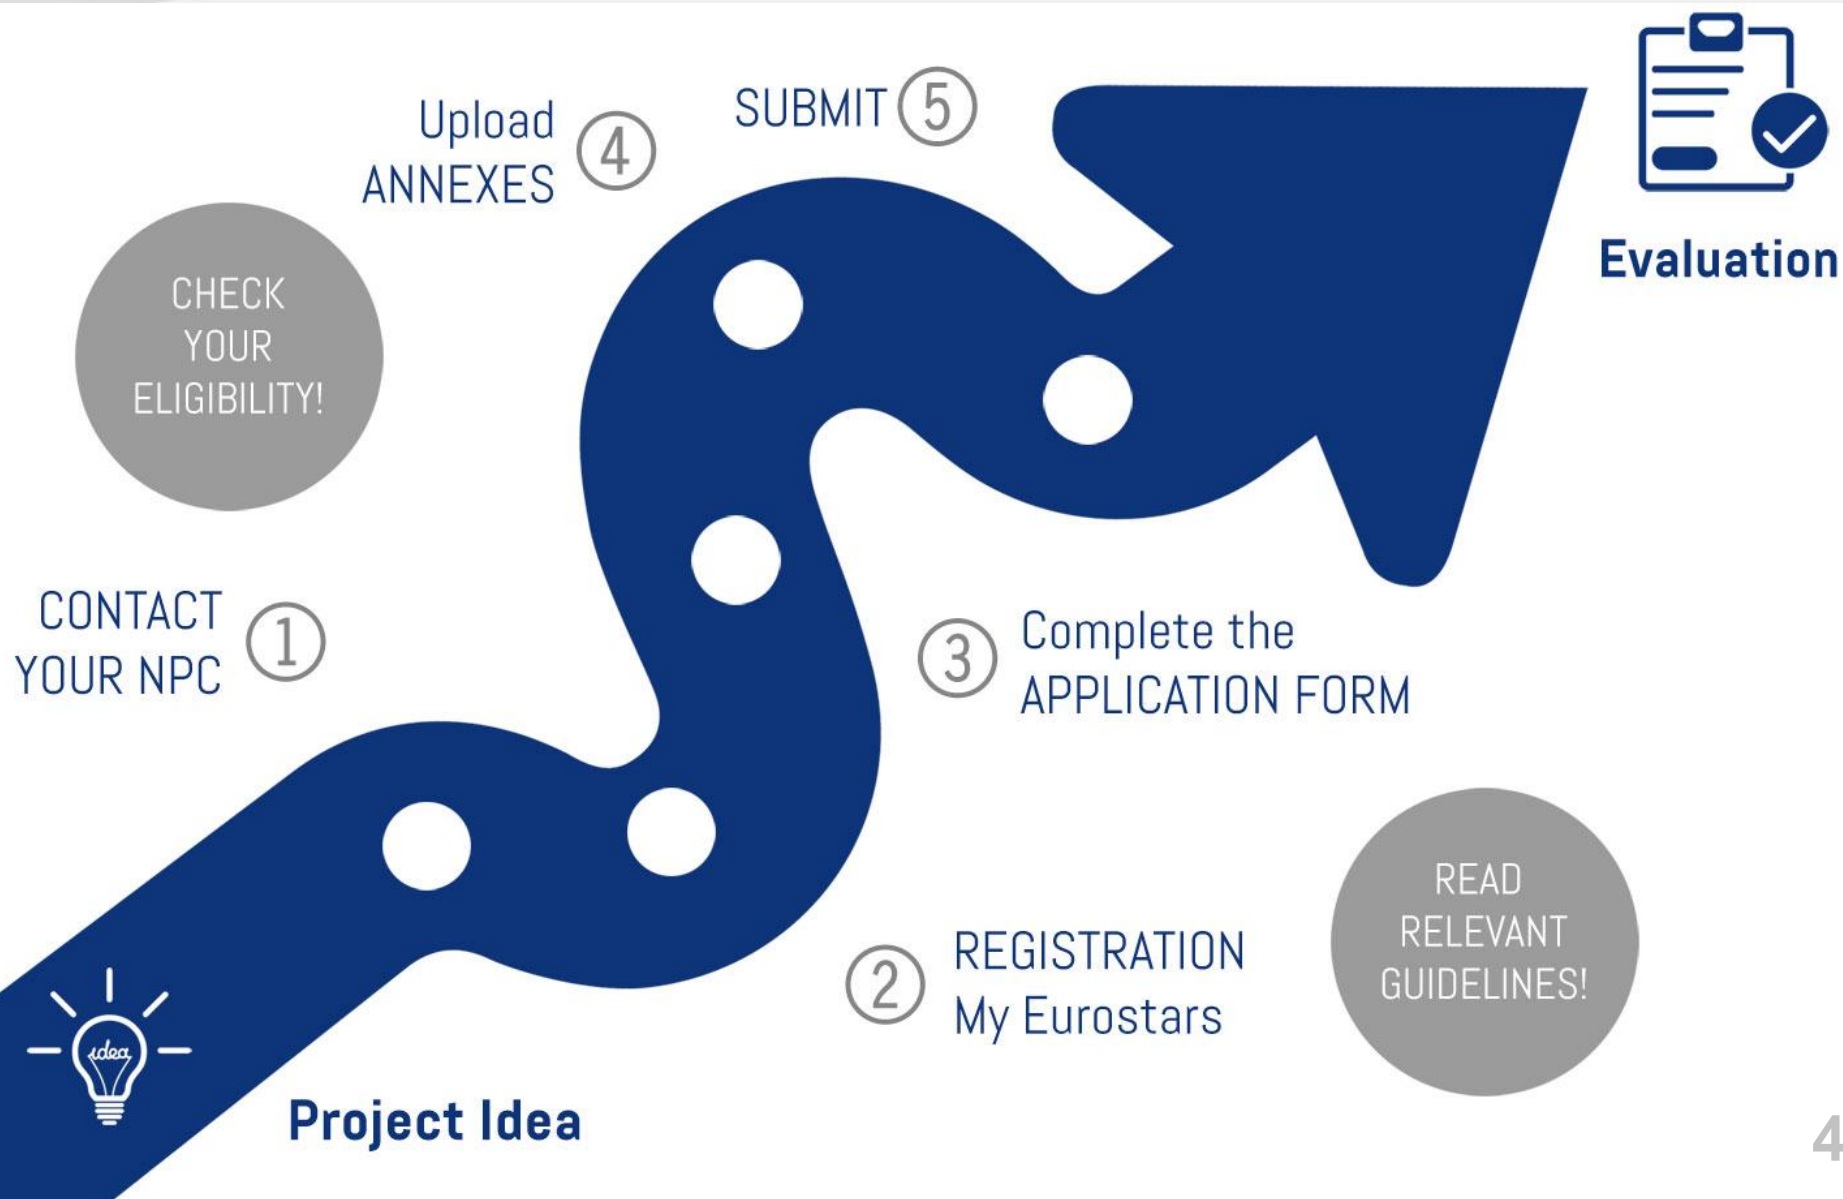 SUBMIT 5
Upload
ANNEXES
4
CHECK
YOUR
ELIGIBILITY!
Evaluation
CONTACT
YOUR NPC
1
3
Complete the
APPLICATION FORM
READ
RELEVANT
GUIDELINES!
2
REGISTRATION
My Eurostars
idea
Project Idea
4